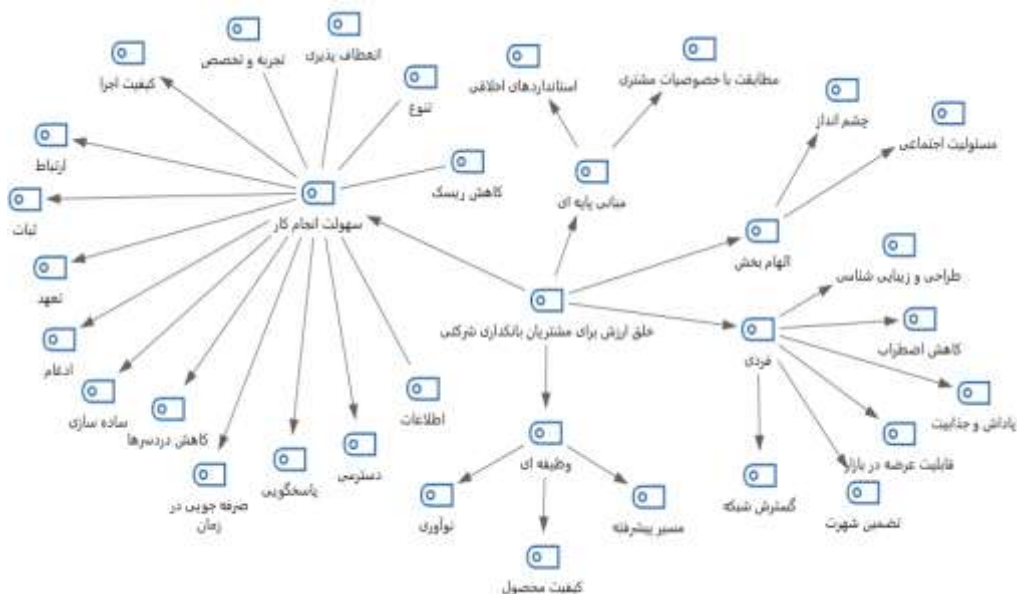 انعطاف پذیری
تجربه و تخصص
کیفیت اجرا
تنوع
ارتباط
کاهش ریسک
ثبات
سهولت انجام کار
تعهد
ادغام
ساده سازی
کاهش دردسرها
صرفه جویی در
زمان
پاسخگویی
دسترسی
اطلاعات
استانداردهای اخلاقی
مطابقت با خصوصیات مشتری
مبانی پایه ای
چشم انداز
مسئولیت اجتماعی
الهام بخش
خلق ارزش برای مشتریان بانکداری شرکتی
طراحی و زیبایی شناسی
کاهش اضطراب
فردی
پاداش و جذابیت
قابلیت عرضه در بازار
تضمین شهرت
گسترش شبکه
وظیفه ای
نوآوری
کیفیت محصول
مسیر پیشرفته